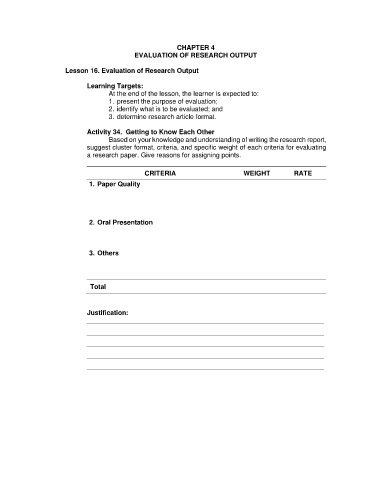 CHAPTER 4
EVALUATION OF RESEARCH OUTPUT
Lesson 16. Evaluation of Research Output
Learning Targets:
At the end of the lesson, the learner is expected to:
1. present the purpose of evaluation;
2. identify what is to be evaluated; and
3. determine research article format.
Activity 34. Getting to Know Each Other
Based on your knowledge and understanding of writing the research report,
suggest cluster format, criteria, and specific weight of each criteria for evaluating
a research paper. Give reasons for assigning points.
CRITERIA WEIGHT RATE
1. Paper Quality
2. Oral Presentation
3. Others
Total
Justification: